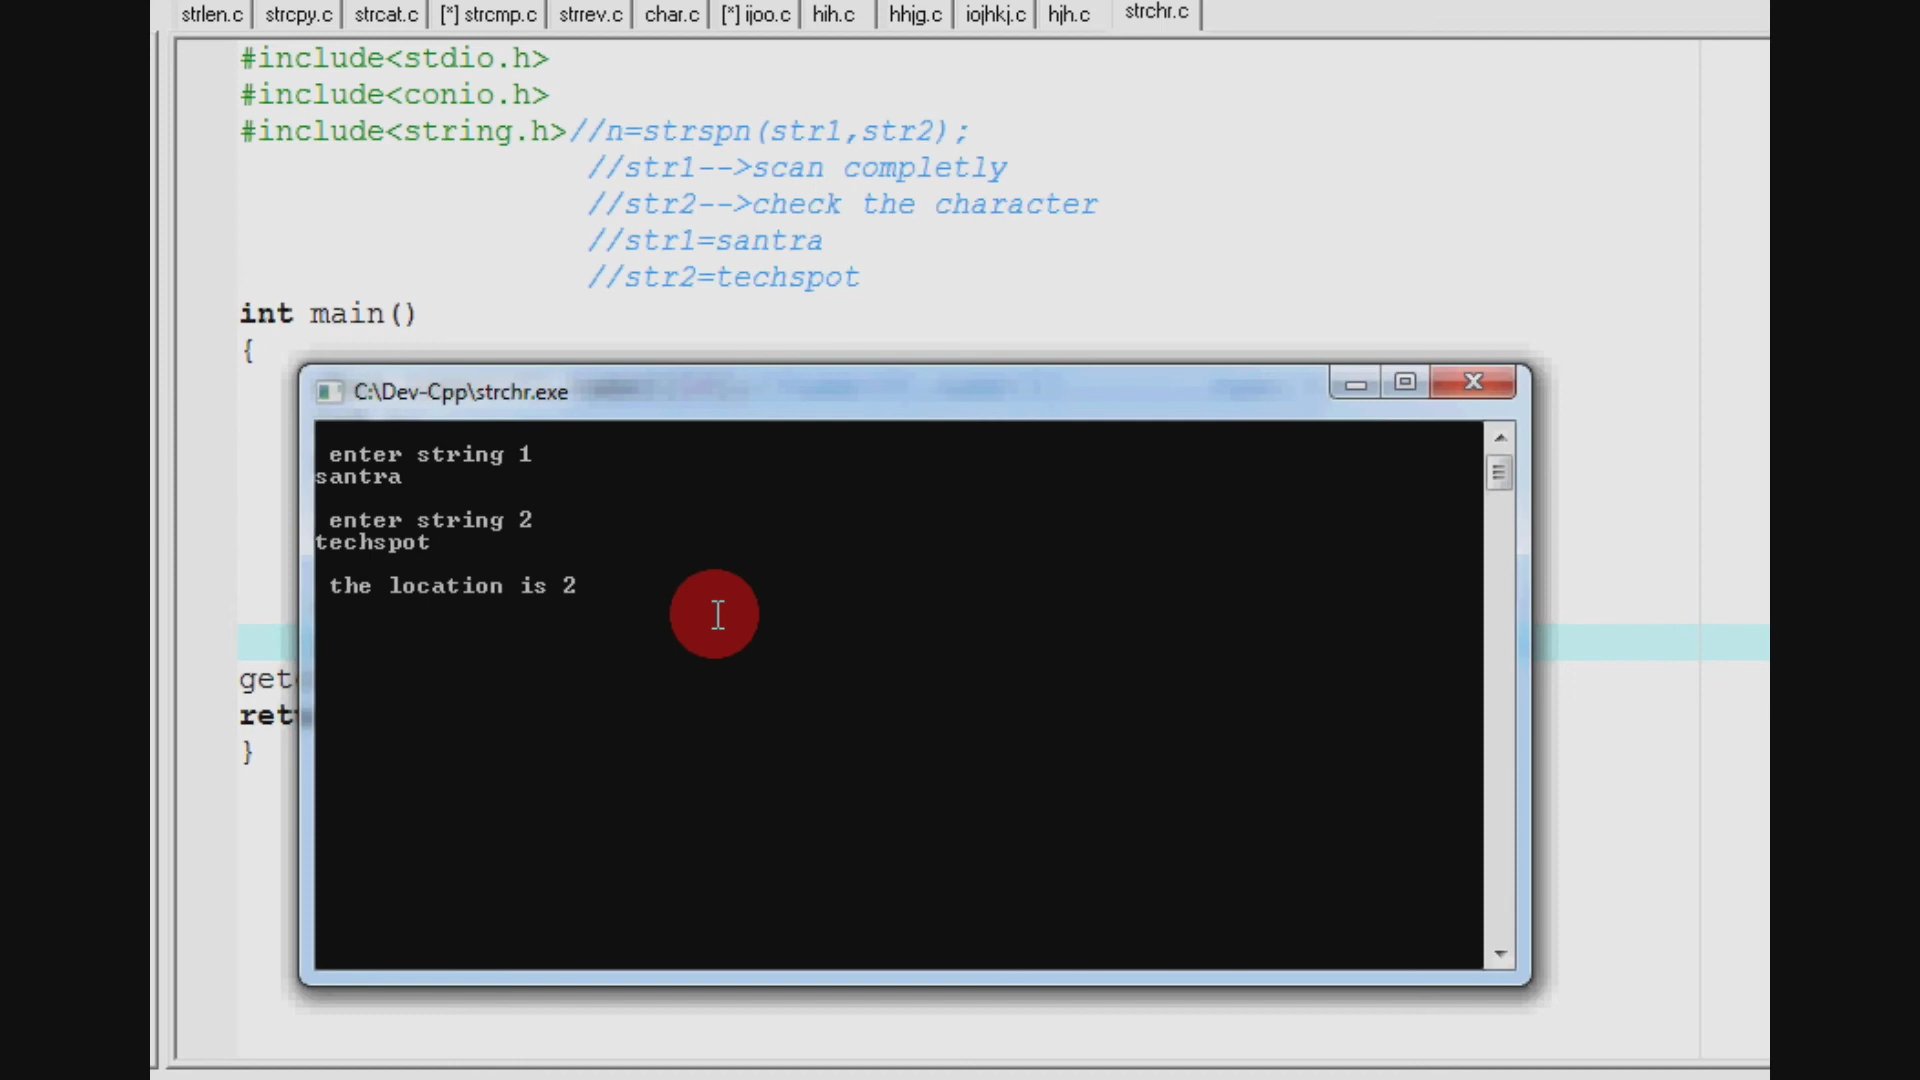 strlen.c strcpy.c strcat.c [*] strcmp.c strrev.c char.c [*] ijoo.c hih.c hhjg.c iojhkj.c hjh.c strchr.c
#include<stdio.h>
#include<conio.h>
#include<string.h>//n=strspn(str1,str2);
//str1-->scan completly
//str2-->check the character
//str1=santra
//str2=techspot
int main()
{
C:\Dev-Cpp\strchr.exe
enter string 1
santra
enter string 2
techspot
the location is 2
get
ret
}